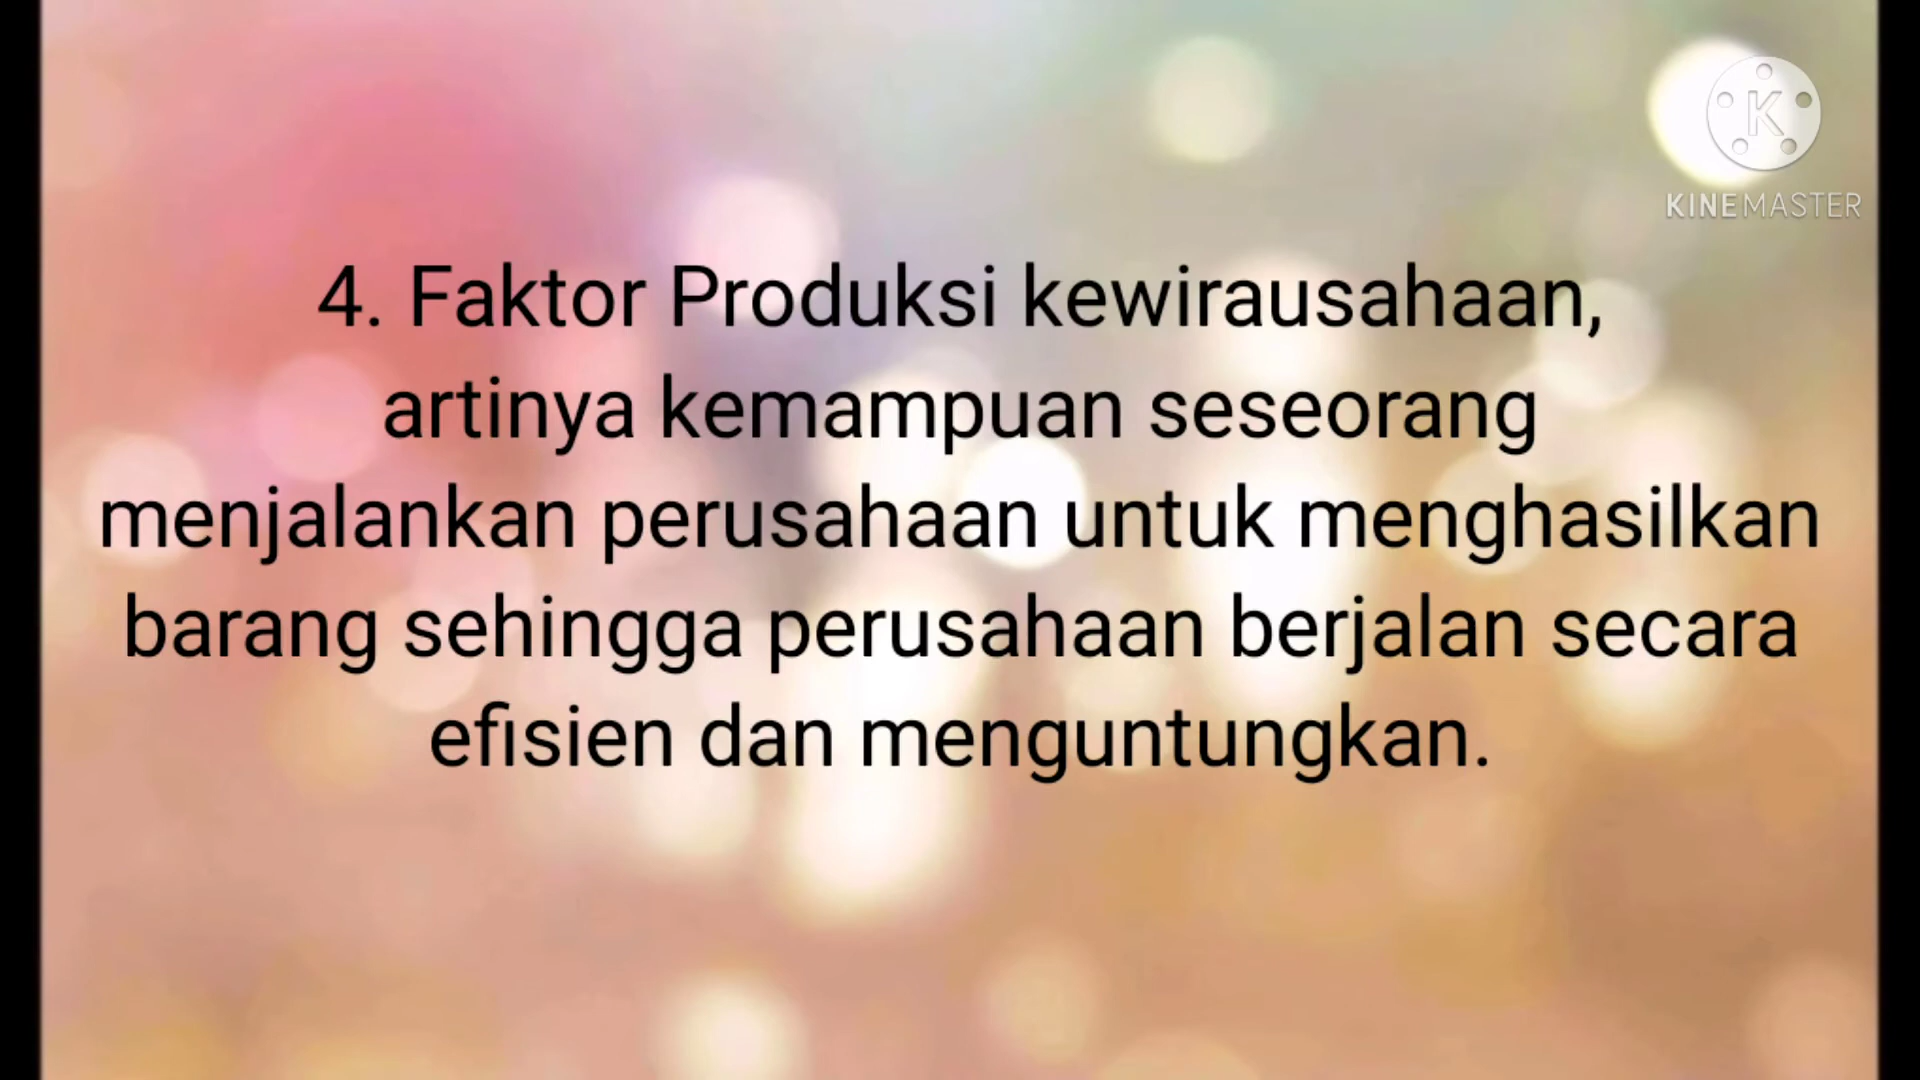 KINEMASTER
4. Faktor Produksi kewirausahaan,
artinya kemampuan seseorang
menjalankan perusahaan untuk menghasilkan
barang sehingga perusahaan berjalan secara
efisien dan menguntungkan.